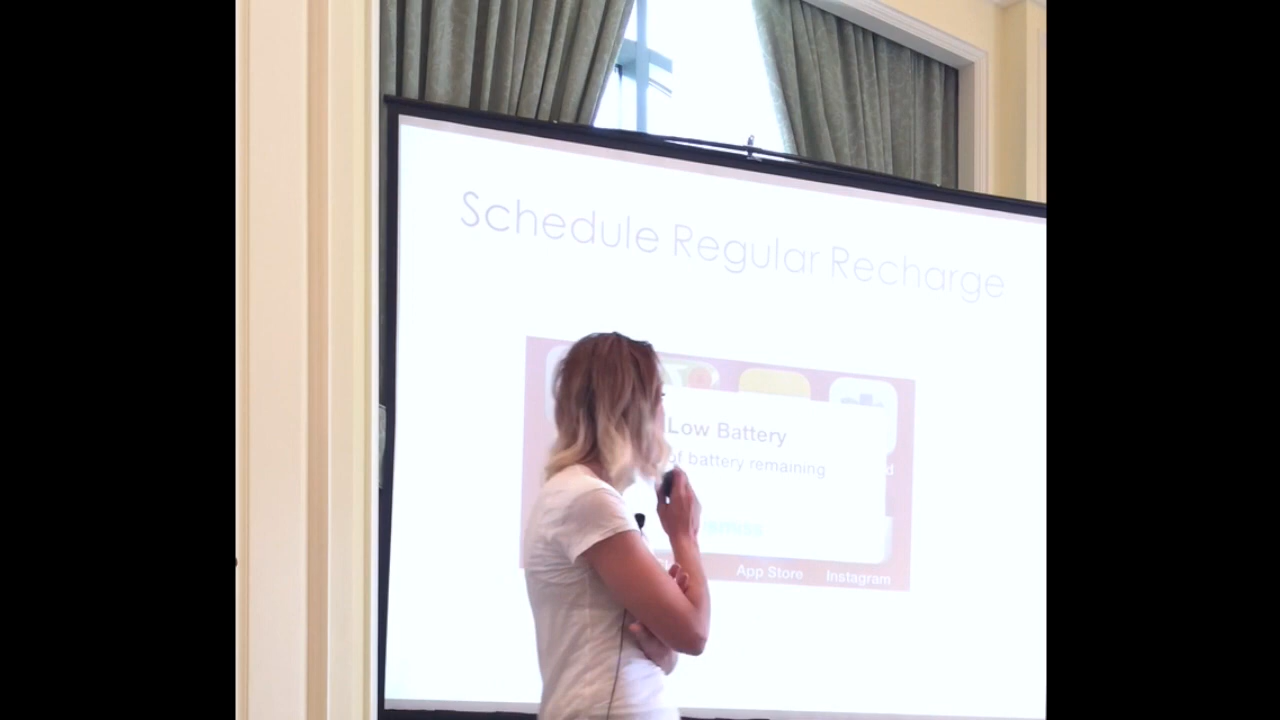 Schedule Regular Recharge
Low Battery
of battery remaining
App Store Instagram